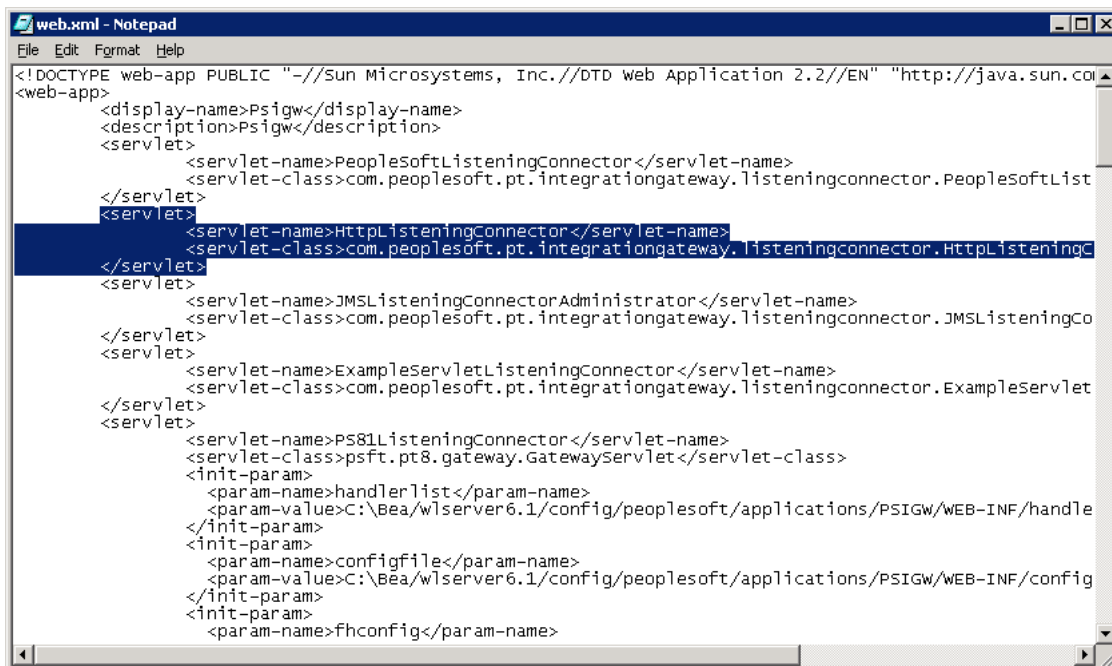 web.xml - Notepad
File Edit Format Help
<!DOCTYPE web-app PUBLIC "-//Sun Microsystems, Inc.//DTD Web Application 2.2//EN" "http://java.sun.co
<web-app>
<display-name>Psigw</display-name>
<description>Psigw</description>
<servlet>
<servlet-name>PeopleSoftListeningConnector</servlet-name>
<servlet-class>com.peoplesoft.pt.integrationgateway.listeningconnector.PeopleSoftList
</servlet>
<servlet>
<servlet-name>HttpListeningConnector</servlet-name>
<servlet-class>com.peoplesoft.pt.integrationgateway.listeningconnector.HttpListeningC
</servlet>
<servlet>
<servlet-name>JMSListeningConnectorAdministrator</servlet-name>
<servlet-class>com.peoplesoft.pt.integrationgateway.listeningconnector.JMSListeningCo
</servlet>
<servlet>
<servlet-name>ExampleServletListeningConnector</servlet-name>
<servlet-class>com.peoplesoft.pt.integrationgateway.listeningconnector.ExampleServlet
</servlet>
<servlet>
<servlet-name>PS81ListeningConnector</servlet-name>
<servlet-class>psft.pt8.gateway.GatewayServlet</servlet-class>
<init-param>
<param-name>handlerlist</param-name>
<param-value>C:\Bea/wlserver6.1/config/peoplesoft/applications/PSIGW/WEB-INF/handle
</init-param>
<init-param>
<param-name>configfile</param-name>
<param-value>C:\Bea/wlserver6.1/config/peoplesoft/applications/PSIGW/WEB-INF/config
</init-param>
<init-param>
<param-name>fhconfig</param-name>